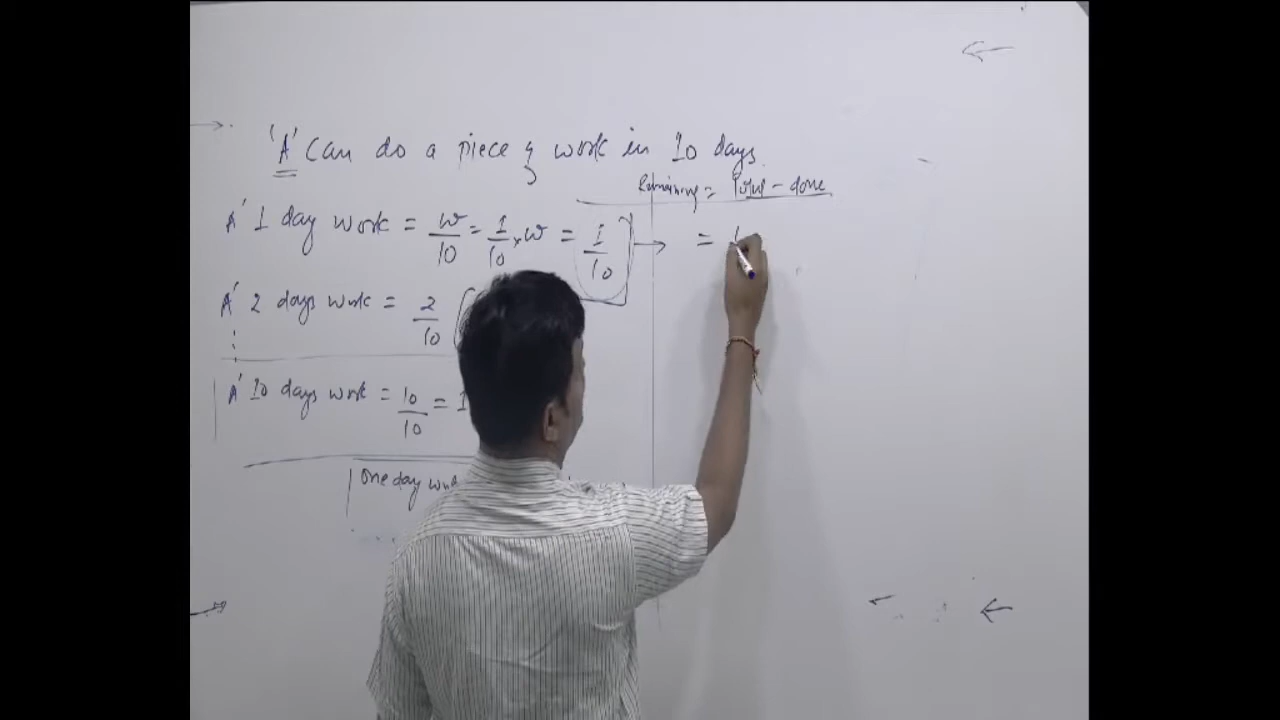 'A' Can do a piece of work in 10 days.
Remaining = Total - done
A' 1 day work = w/10 = 1/10 × w = 1/10 → = 1
A' 2 days work = 2/10 (
⋮
A' 10 days work = 10/10 = 1
One day work